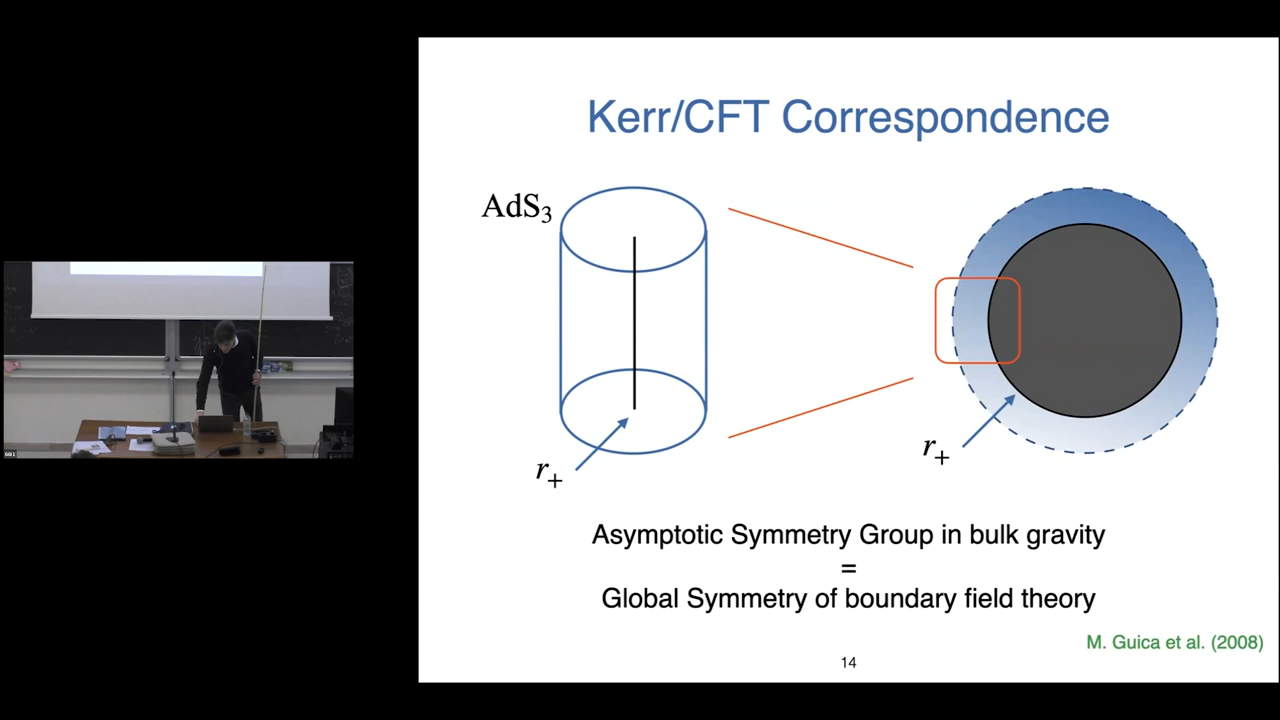 Kerr/CFT Correspondence
AdS₃
r₊
r₊
Asymptotic Symmetry Group in bulk gravity
=
Global Symmetry of boundary field theory
M. Guica et al. (2008)
14